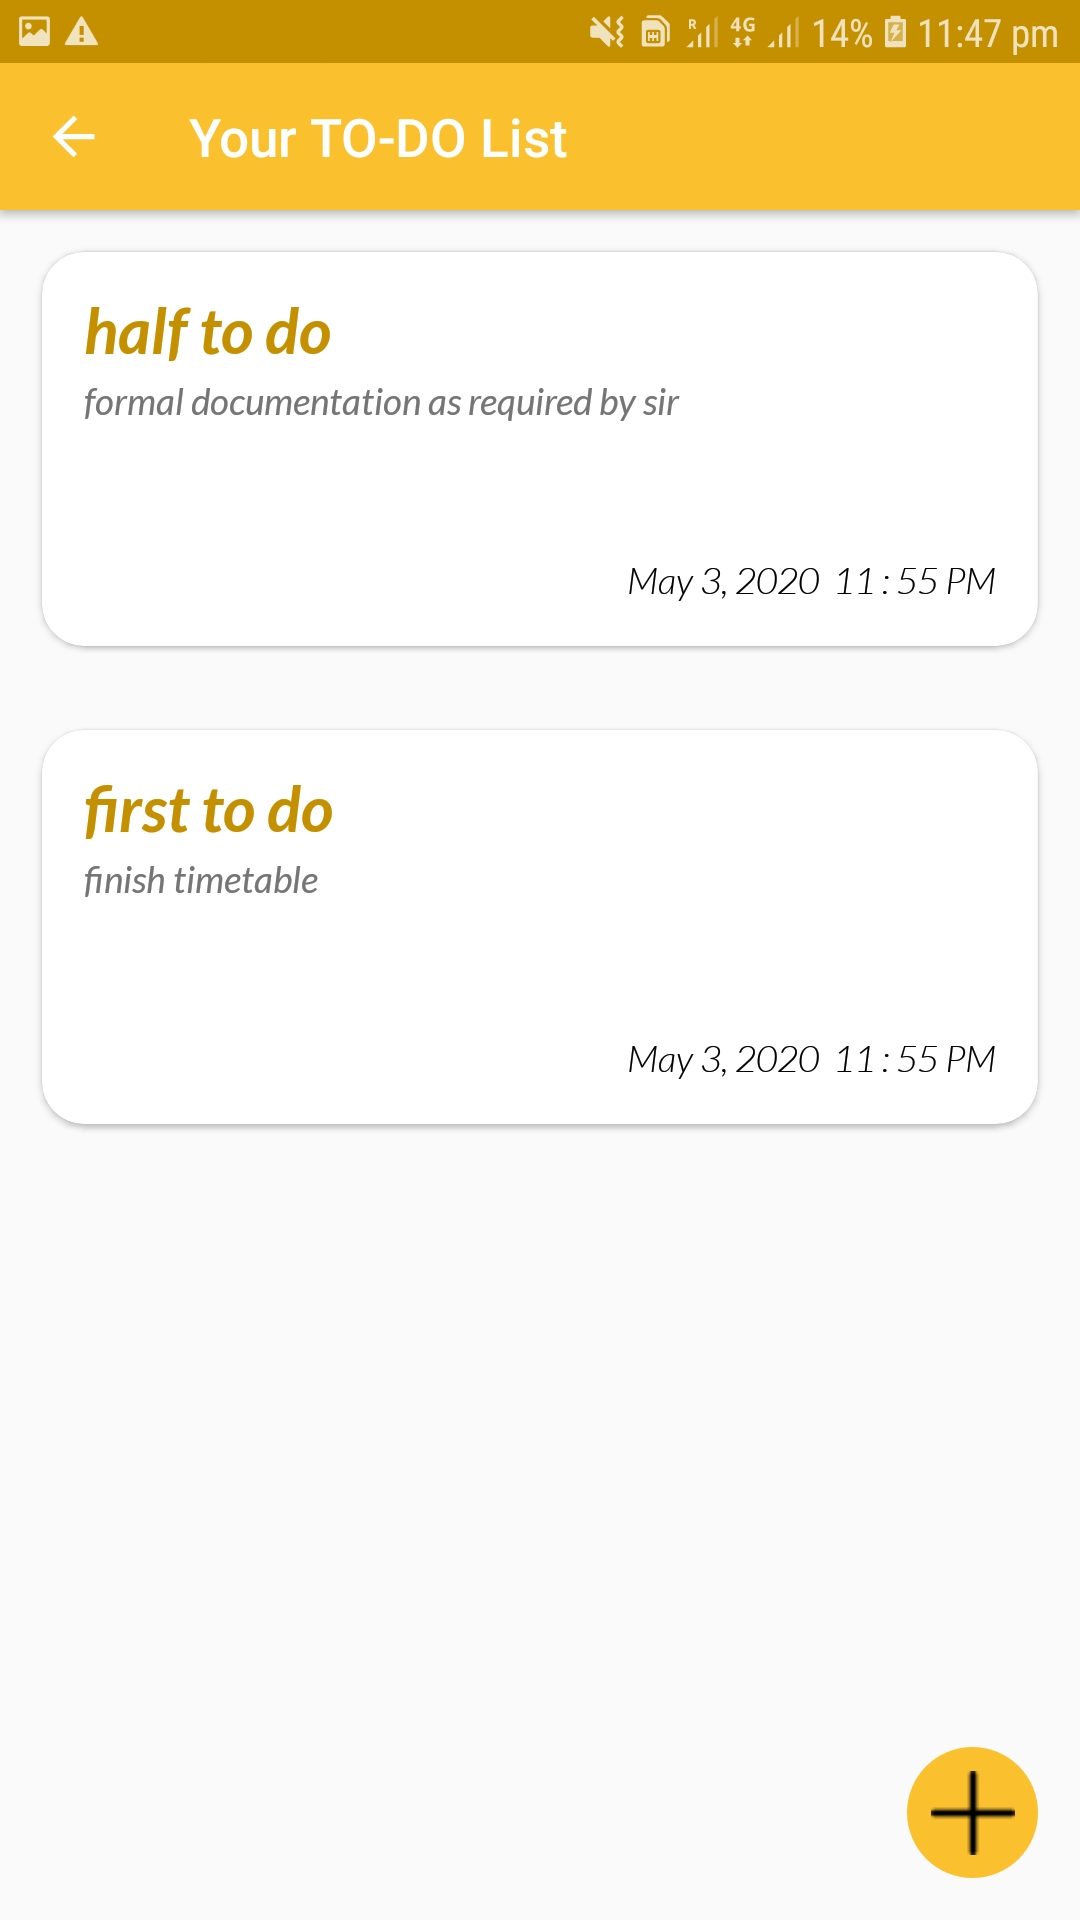 R 4G 14% 11:47 pm
Your TO-DO List
half to do
formal documentation as required by sir
May 3, 2020 11 : 55 PM
first to do
finish timetable
May 3, 2020 11 : 55 PM